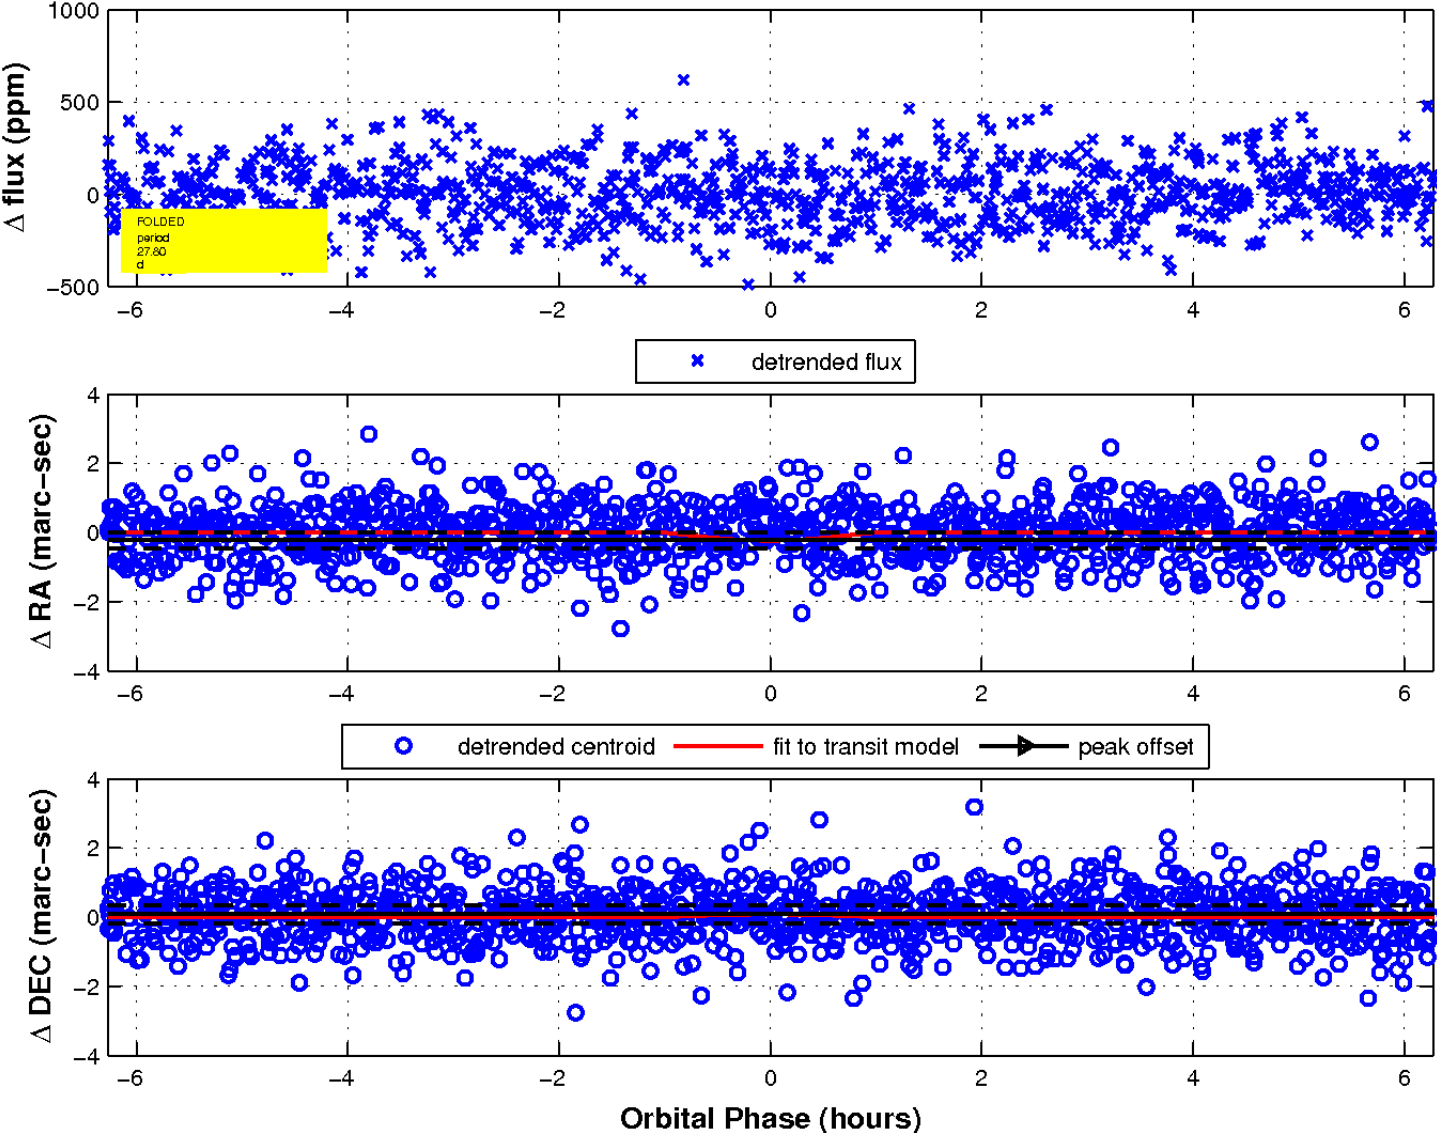 1000
500
0
−500
Δ flux (ppm)
FOLDED
period
27.80
d
−6 −4 −2 0 2 4 6
detrended flux
4
2
0
−2
−4
Δ RA (marc−sec)
−6 −4 −2 0 2 4 6
detrended centroid fit to transit model peak offset
4
2
0
−2
−4
Δ DEC (marc−sec)
−6 −4 −2 0 2 4 6
Orbital Phase (hours)